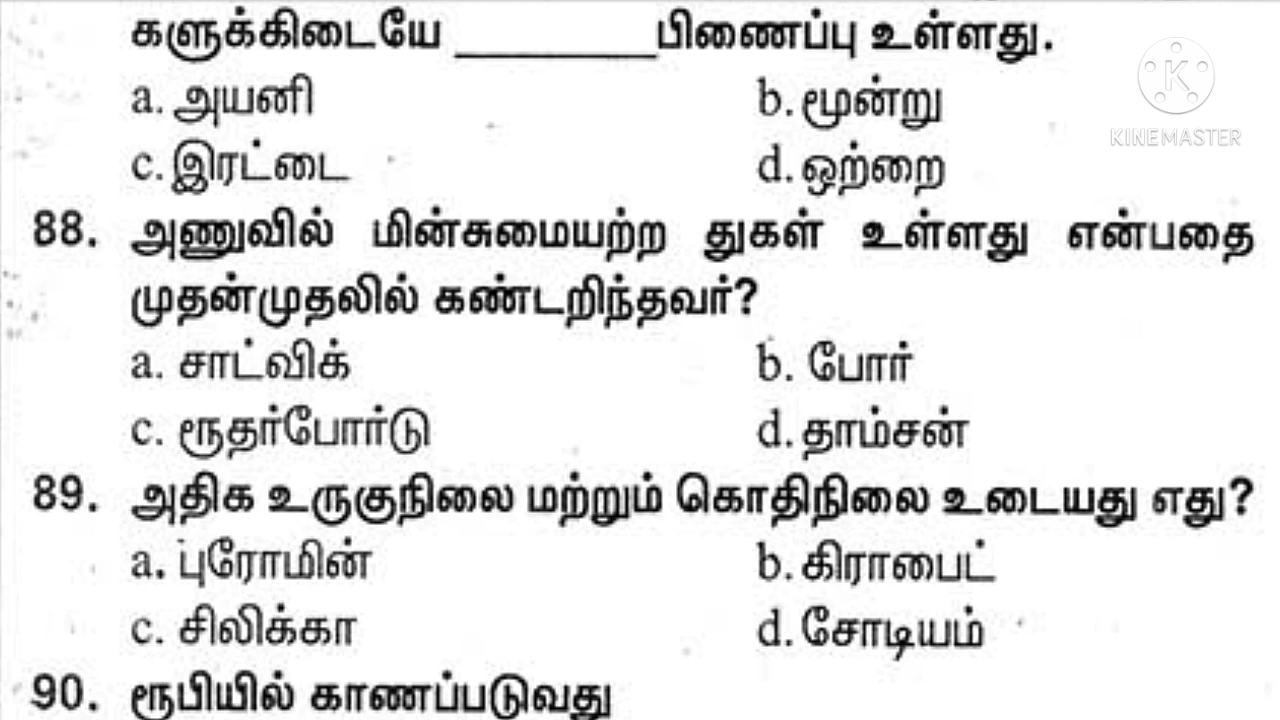 களுக்கிடையே __________ பிணைப்பு உள்ளது.
a. அயனி b. மூன்று
KINEMASTER
c. இரட்டை d. ஒற்றை
88. அணுவில் மின்சுமையற்ற துகள் உள்ளது என்பதை
முதன்முதலில் கண்டறிந்தவர்?
a. சாட்விக் b. போர்
c. ரூதர்போர்டு d. தாம்சன்
89. அதிக உருகுநிலை மற்றும் கொதிநிலை உடையது எது?
a. புரோமின் b. கிராபைட்
c. சிலிக்கா d. சோடியம்
90. ரூபியில் காணப்படுவது